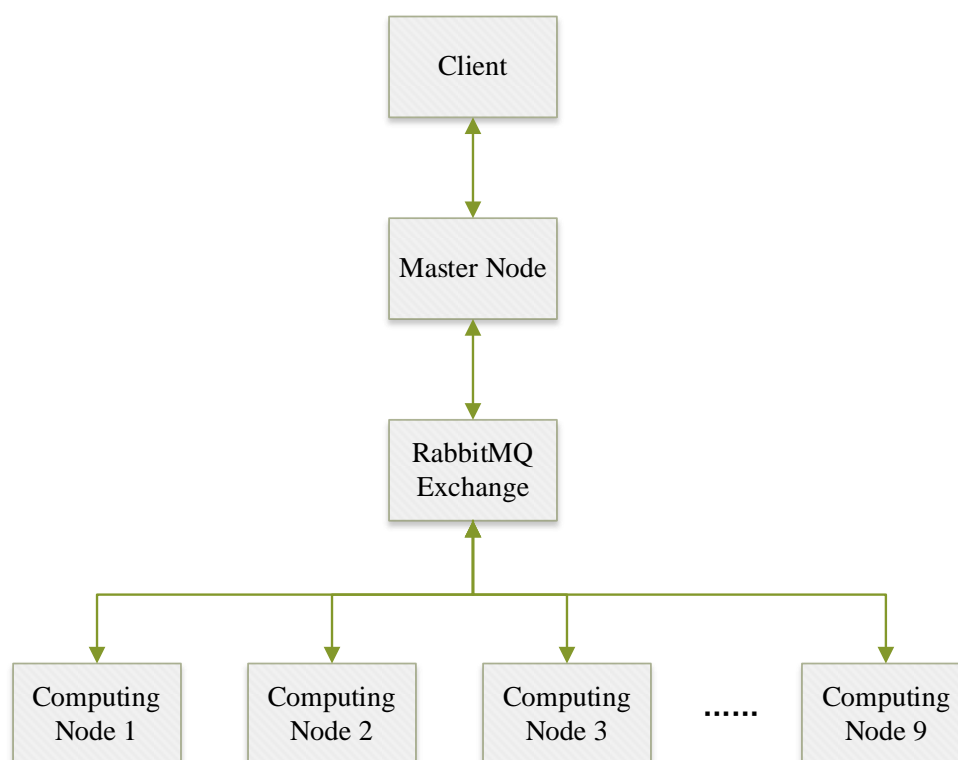 Client
Master Node
RabbitMQ
Exchange
Computing
Node 1
Computing
Node 2
Computing
Node 3
......
Computing
Node 9